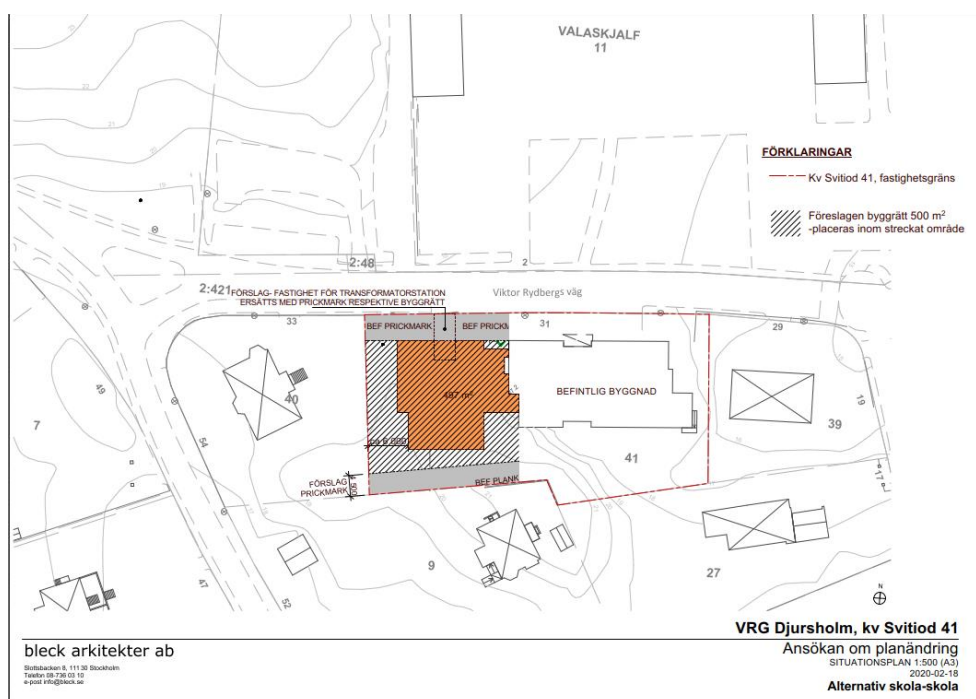 VALASKJALF
11
FÖRKLARINGAR
Kv Svitiod 41, fastighetsgräns
Föreslagen byggrätt 500 m²
-placeras inom streckat område
2:48
2
2:421
FÖRSLAG- FASTIGHET FÖR TRANSFORMATORSTATION
ERSÄTTS MED PRICKMARK RESPEKTIVE BYGGRÄTT
Viktor Rydbergs väg
33
BEF PRICKMARK
BEF PRICKM
31
29
40
487 m²
BEFINTLIG BYGGNAD
19
49
7
54
39
41
17
FÖRSLAG
PRICKMARK
BEF PLANK
9
27
47
52
N
VRG Djursholm, kv Svitiod 41
bleck arkitekter ab
Ansökan om planändring
Slottsbacken 8, 111 30 Stockholm
Telefon 08-736 03 10
e-post info@bleck.se
SITUATIONSPLAN 1:500 (A3)
2020-02-18
Alternativ skola-skola